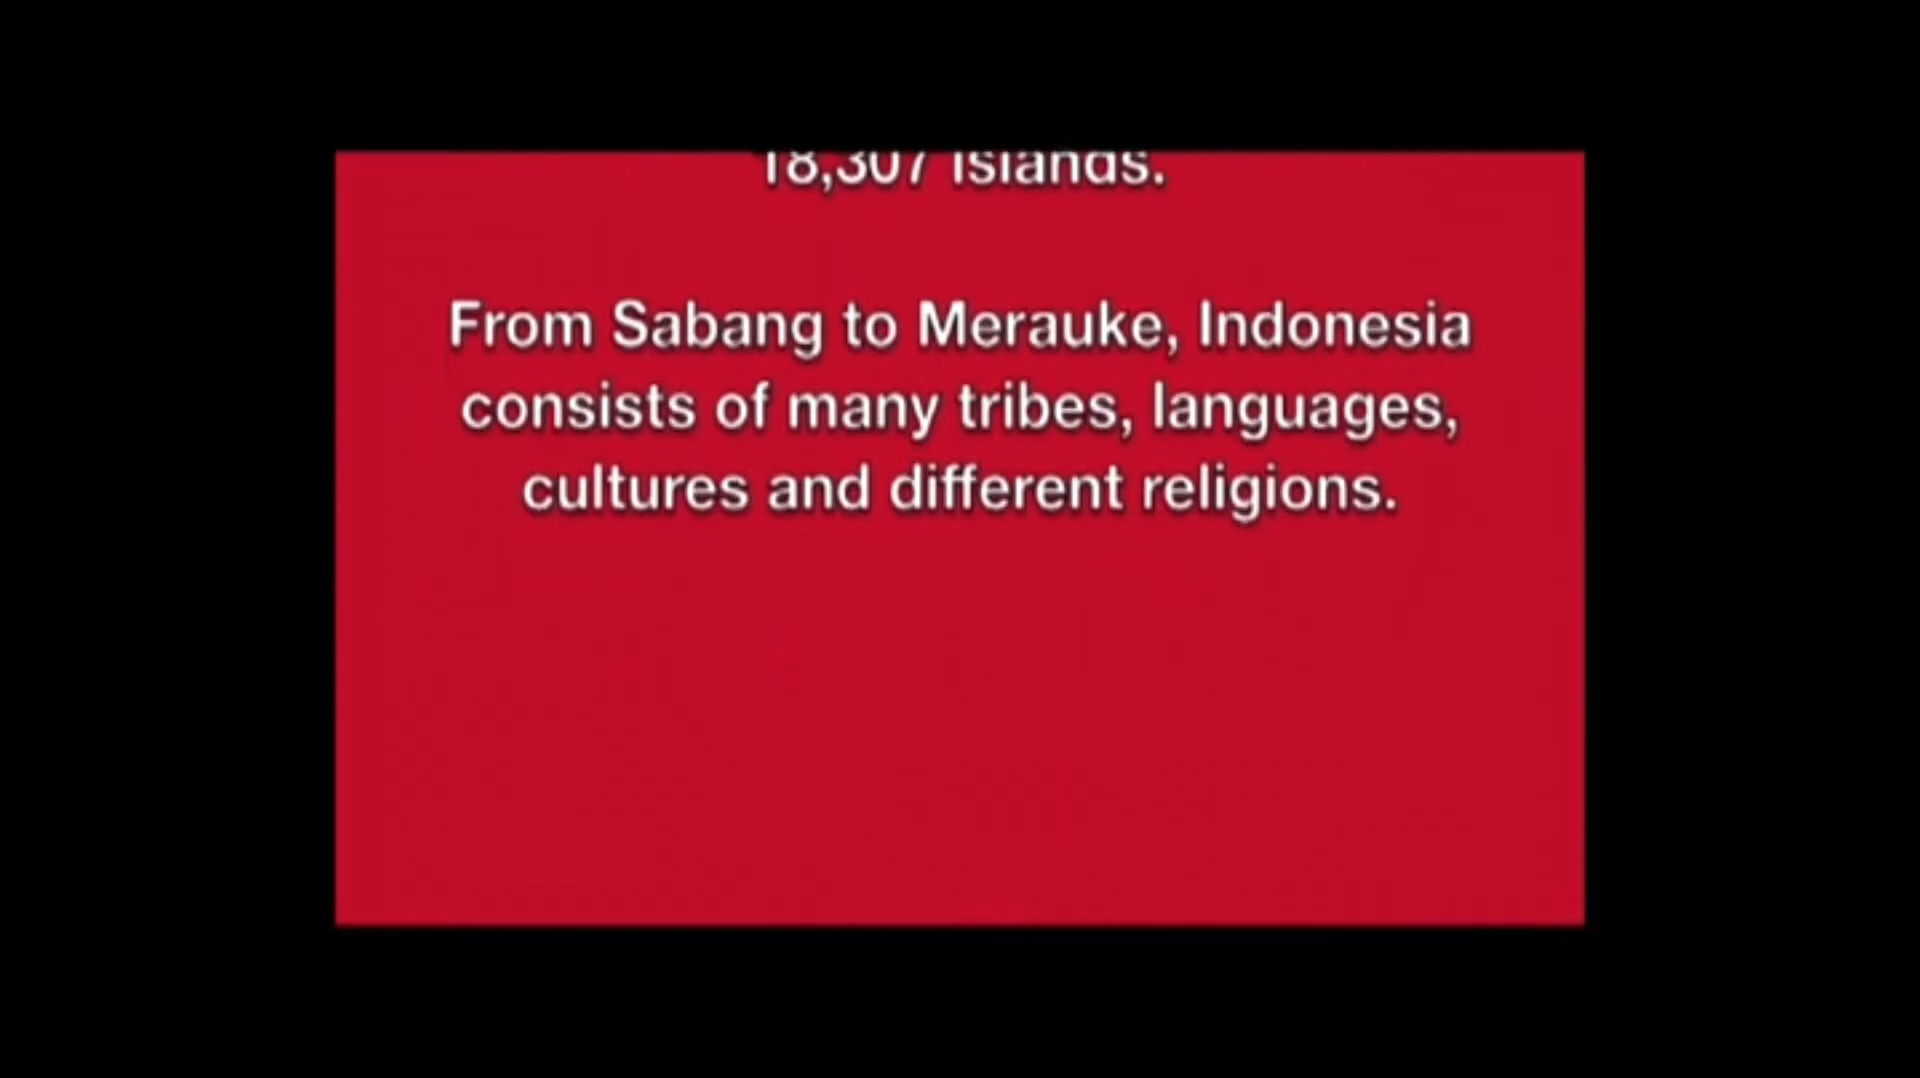 18,307 islands.
From Sabang to Merauke, Indonesia
consists of many tribes, languages,
cultures and different religions.